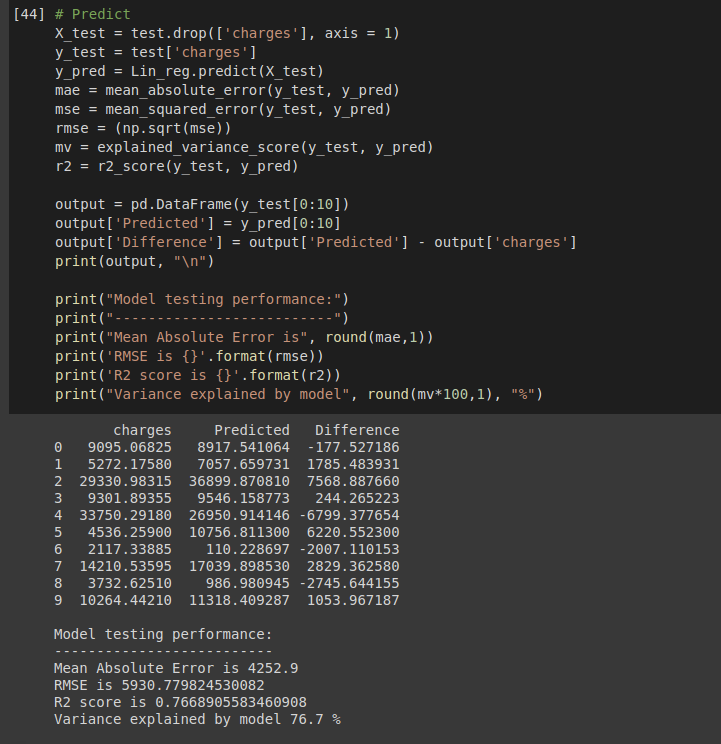 [44] # Predict
X_test = test.drop(['charges'], axis = 1)
y_test = test['charges']
y_pred = Lin_reg.predict(X_test)
mae = mean_absolute_error(y_test, y_pred)
mse = mean_squared_error(y_test, y_pred)
rmse = (np.sqrt(mse))
mv = explained_variance_score(y_test, y_pred)
r2 = r2_score(y_test, y_pred)

output = pd.DataFrame(y_test[0:10])
output['Predicted'] = y_pred[0:10]
output['Difference'] = output['Predicted'] - output['charges']
print(output, "\n")

print("Model testing performance:")
print("--------------------------")
print("Mean Absolute Error is", round(mae,1))
print('RMSE is {}'.format(rmse))
print('R2 score is {}'.format(r2))
print("Variance explained by model", round(mv*100,1), "%")

charges Predicted Difference
0 9095.06825 8917.541064 -177.527186
1 5272.17580 7057.659731 1785.483931
2 29330.98315 36899.870810 7568.887660
3 9301.89355 9546.158773 244.265223
4 33750.29180 26950.914146 -6799.377654
5 4536.25900 10756.811300 6220.552300
6 2117.33885 110.228697 -2007.110153
7 14210.53595 17039.898530 2829.362580
8 3732.62510 986.980945 -2745.644155
9 10264.44210 11318.409287 1053.967187

Model testing performance:
--------------------------
Mean Absolute Error is 4252.9
RMSE is 5930.779824530082
R2 score is 0.7668905583460908
Variance explained by model 76.7 %